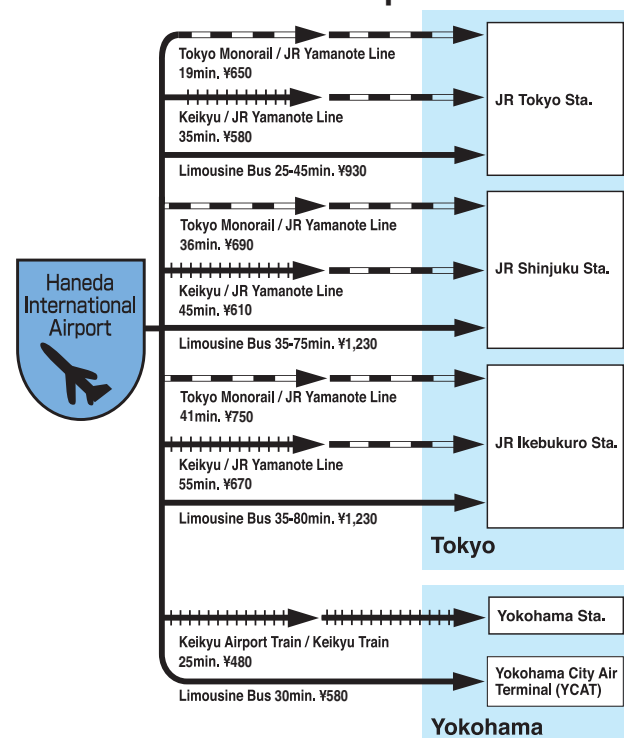 Tokyo Monorail / JR Yamanote Line
19min. ¥650
Keikyu / JR Yamanote Line
35min. ¥580
Limousine Bus 25-45min. ¥930
JR Tokyo Sta.
Tokyo Monorail / JR Yamanote Line
36min. ¥690
Keikyu / JR Yamanote Line
45min. ¥610
Limousine Bus 35-75min. ¥1,230
JR Shinjuku Sta.
Haneda
International
Airport
Tokyo Monorail / JR Yamanote Line
41min. ¥750
Keikyu / JR Yamanote Line
55min. ¥670
Limousine Bus 35-80min. ¥1,230
JR Ikebukuro Sta.
Tokyo
Keikyu Airport Train / Keikyu Train
25min. ¥480
Yokohama Sta.
Limousine Bus 30min. ¥580
Yokohama City Air
Terminal (YCAT)
Yokohama